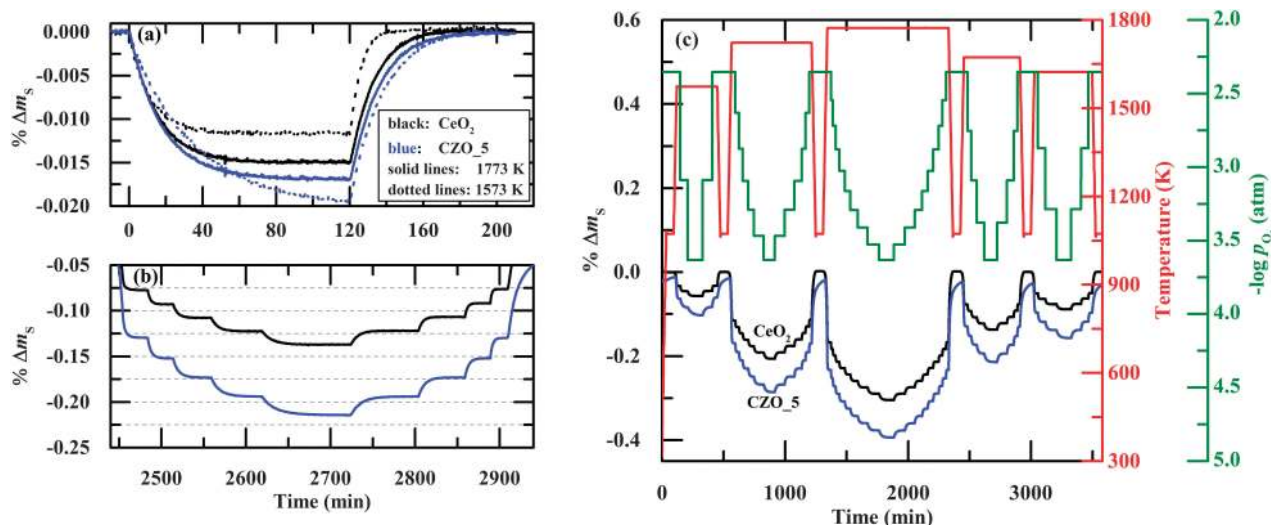 (a)
% Δmₛ
0.000
-0.005
-0.010
-0.015
-0.020
black: CeO₂
blue: CZO_5
solid lines: 1773 K
dotted lines: 1573 K
0 40 80 120 160 200
(b)
% Δmₛ
-0.05
-0.10
-0.15
-0.20
-0.25
2500 2600 2700 2800 2900
Time (min)
(c)
% Δmₛ
0.6
0.4
0.2
0.0
-0.2
-0.4
CeO₂
CZO_5
0 1000 2000 3000
Time (min)
1800
1500
1200
900
600
300
Temperature (K)
2.0
2.5
3.0
3.5
4.0
4.5
5.0
-log p_O₂ (atm)